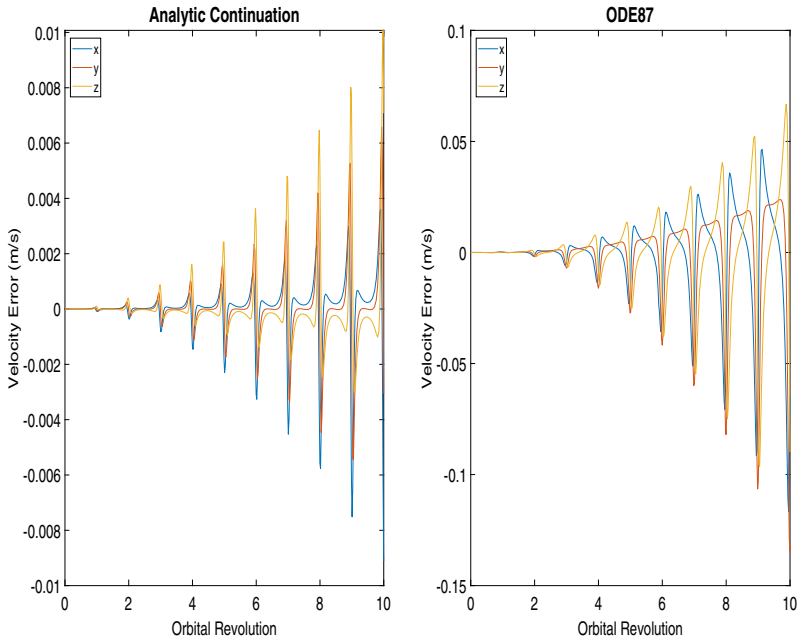 Analytic Continuation
0.01
0.008
0.006
0.004
0.002
0
-0.002
-0.004
-0.006
-0.008
-0.01
Velocity Error (m/s)
x
y
z
0 2 4 6 8 10
Orbital Revolution
ODE87
0.1
0.05
0
-0.05
-0.1
-0.15
Velocity Error (m/s)
x
y
z
0 2 4 6 8 10
Orbital Revolution